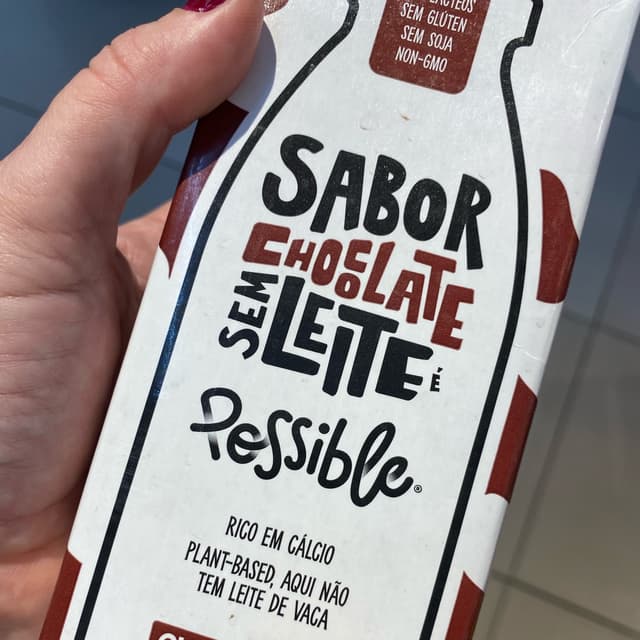 LÁCTEOS
SEM GLÚTEN
SEM SOJA
NON-GMO
SABOR
CHOCOLATE
SEM LEITE É
Possible®
RICO EM CÁLCIO
PLANT-BASED, AQUI NÃO
TEM LEITE DE VACA